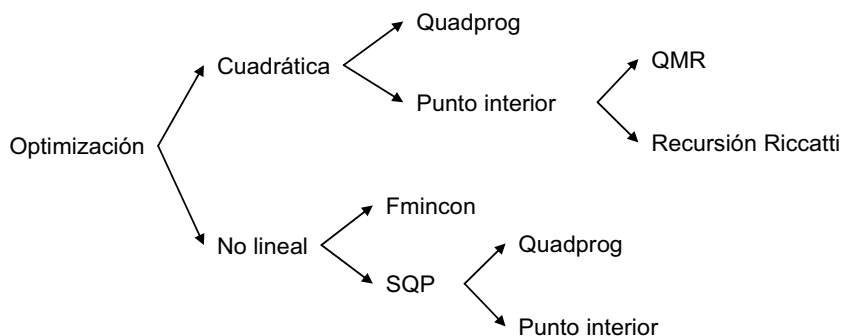 Quadprog
Cuadrática
QMR
Punto interior
Optimización
Recursión Riccatti
Fmincon
No lineal
Quadprog
SQP
Punto interior